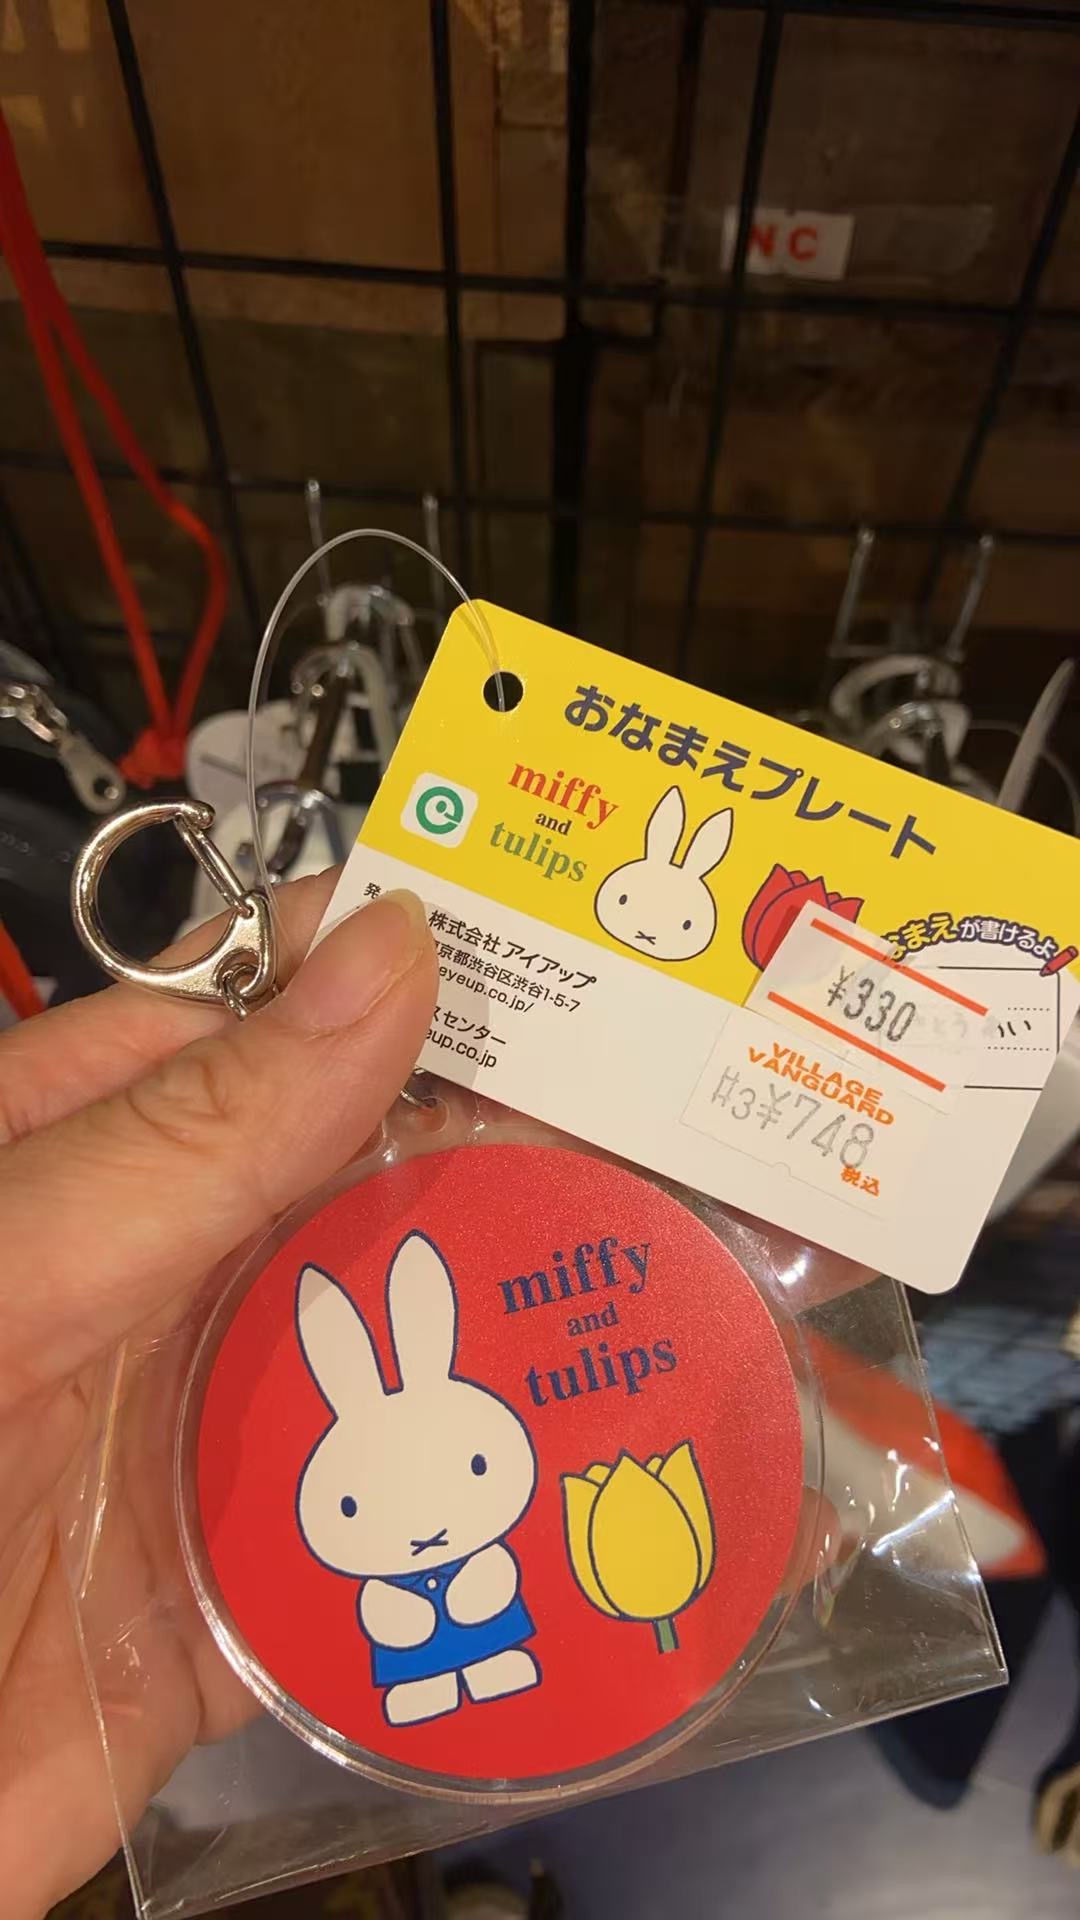 NC
おなまえプレート
miffy
and
tulips
なまえが書けるよ
株式会社 アイアップ
京都渋谷区渋谷1-5-7
eyeup.co.jp/
スセンター
eup.co.jp
¥330
VILLAGE
VANGUARD
¥748
税込
miffy
and
tulips